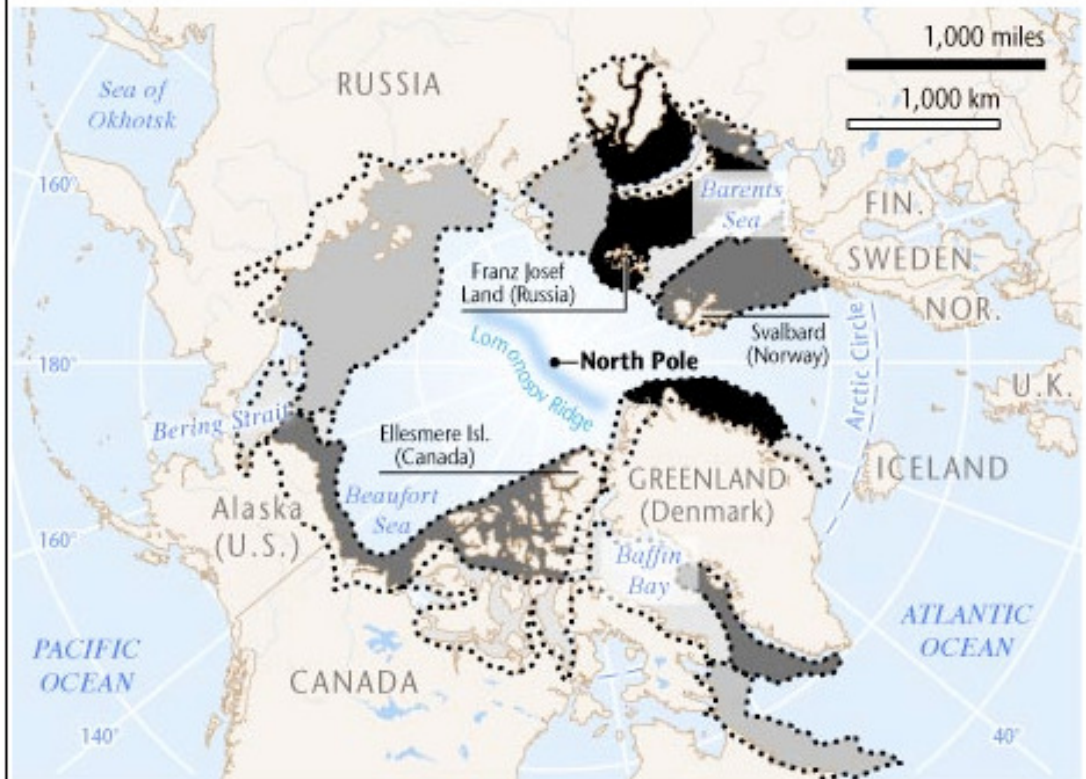 1,000 miles
1,000 km
RUSSIA
Sea of
Okhotsk
160°
Barents
Sea
FIN.
SWEDEN
NOR.
Franz Josef
Land (Russia)
Svalbard
(Norway)
Lomonosov Ridge
North Pole
180°
Arctic Circle
U.K.
Bering Strait
Ellesmere Isl.
(Canada)
GREENLAND
(Denmark)
ICELAND
Alaska
(U.S.)
Beaufort
Sea
160°
Baffin
Bay
ATLANTIC
OCEAN
PACIFIC
OCEAN
CANADA
140°
40°